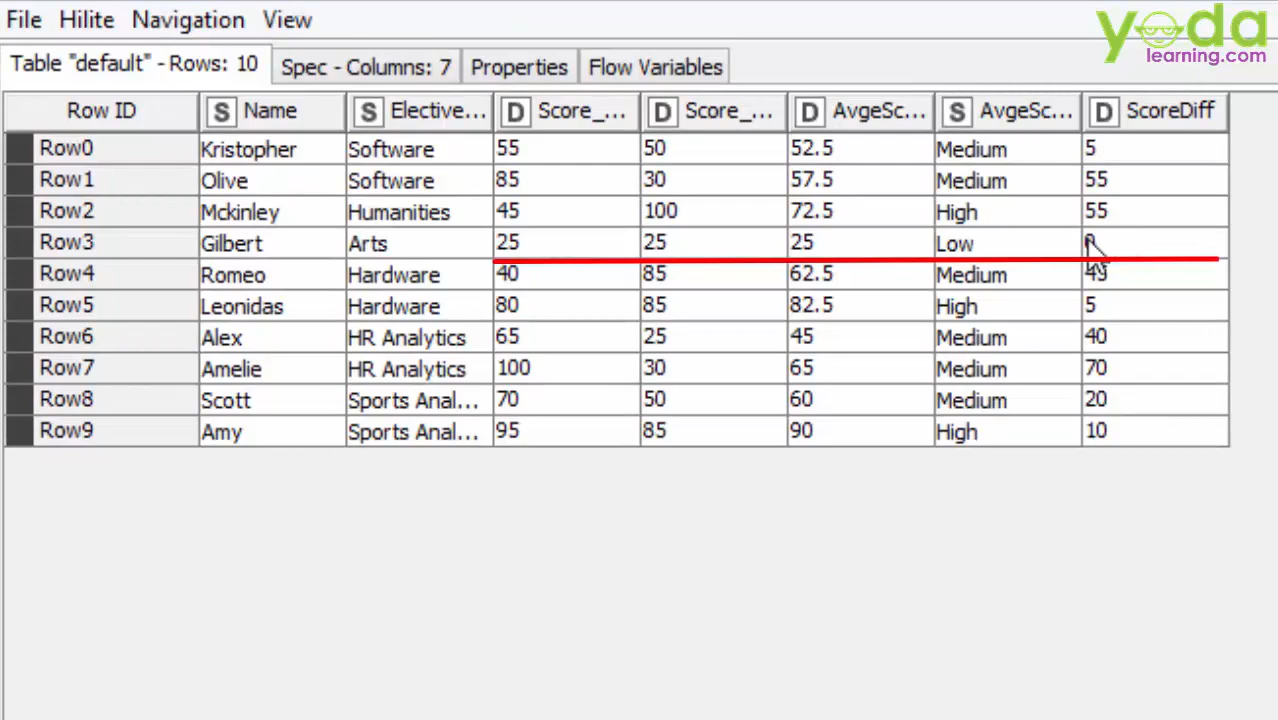 File Hilite Navigation View
yoda
learning.com
Table "default" - Rows: 10 Spec - Columns: 7 Properties Flow Variables
Row ID S Name S Elective... D Score_... D Score_... D AvgeSc... S AvgeSc... D ScoreDiff
Row0 Kristopher Software 55 50 52.5 Medium 5
Row1 Olive Software 85 30 57.5 Medium 55
Row2 Mckinley Humanities 45 100 72.5 High 55
Row3 Gilbert Arts 25 25 25 Low
Row4 Romeo Hardware 40 85 62.5 Medium 45
Row5 Leonidas Hardware 80 85 82.5 High 5
Row6 Alex HR Analytics 65 25 45 Medium 40
Row7 Amelie HR Analytics 100 30 65 Medium 70
Row8 Scott Sports Anal... 70 50 60 Medium 20
Row9 Amy Sports Anal... 95 85 90 High 10